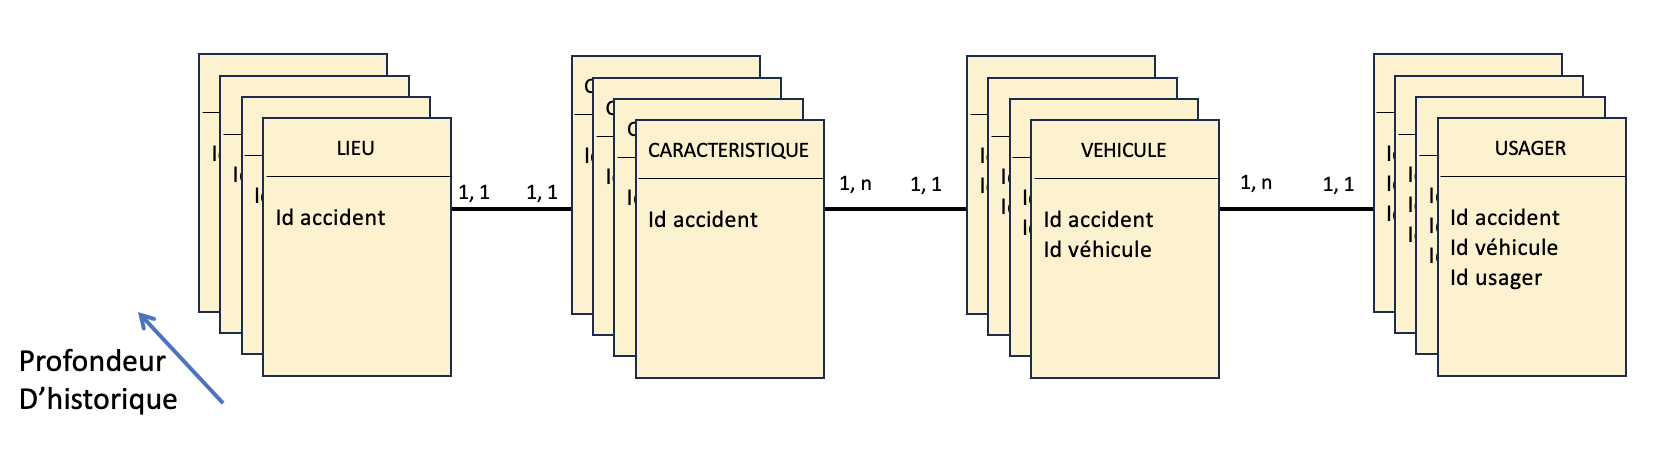 LIEU
Id accident
1, 1
1, 1
CARACTERISTIQUE
Id accident
1, n
1, 1
VEHICULE
Id accident
Id véhicule
1, n
1, 1
USAGER
Id accident
Id véhicule
Id usager
Profondeur
D’historique